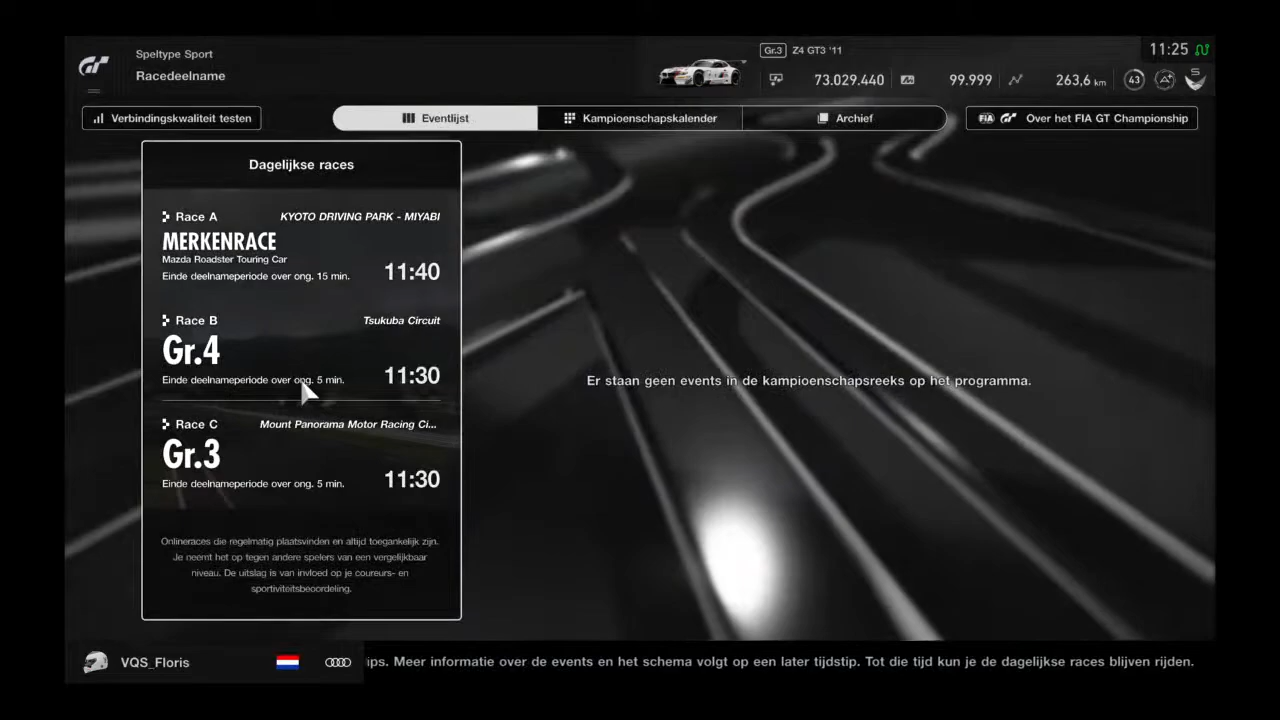 Speltype Sport
Racedeelname
Gr.3 Z4 GT3 '11
73.029.440 99.999 263,6 km 43 S
11:25
Verbindingskwaliteit testen
Eventlijst
Kampioenschapskalender
Archief
FIA GT Over het FIA GT Championship
Dagelijkse races
Race A KYOTO DRIVING PARK - MIYABI
MERKENRACE
Mazda Roadster Touring Car
Einde deelnameperiode over ong. 15 min. 11:40
Race B Tsukuba Circuit
Gr.4
Einde deelnameperiode over ong. 5 min. 11:30
Race C Mount Panorama Motor Racing Ci...
Gr.3
Einde deelnameperiode over ong. 5 min. 11:30
Onlineraces die regelmatig plaatsvinden en altijd toegankelijk zijn.
Je neemt het op tegen andere spelers van een vergelijkbaar
niveau. De uitslag is van invloed op je coureurs- en
sportiviteitsbeoordeling.
Er staan geen events in de kampioenschapsreeks op het programma.
VQS_Floris
ips. Meer informatie over de events en het schema volgt op een later tijdstip. Tot die tijd kun je de dagelijkse races blijven rijden.